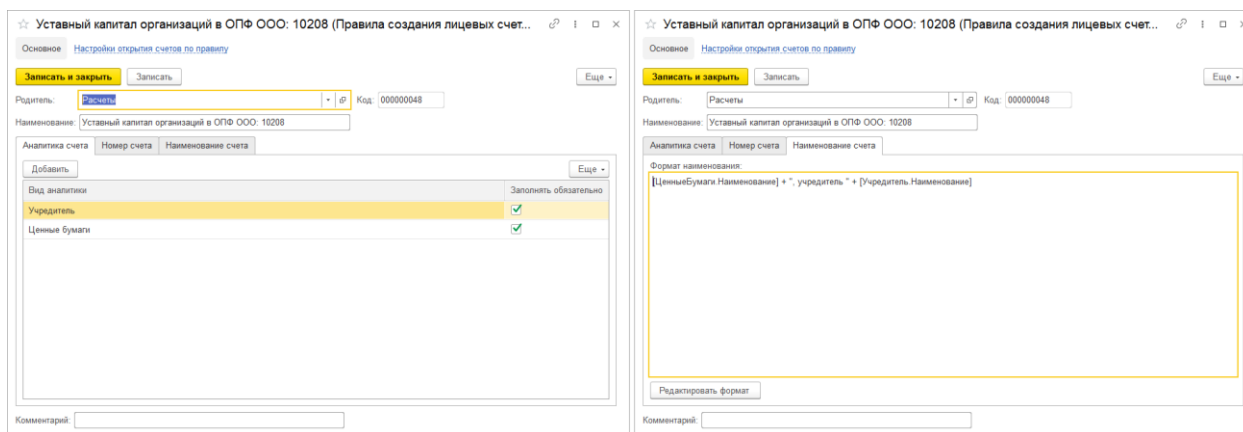 Уставный капитал организаций в ОПФ ООО: 10208 (Правила создания лицевых счет...
Основное Настройки открытия счетов по правилу
Записать и закрыть Записать Еще
Родитель: Расчеты Код: 000000048
Наименование: Уставный капитал организаций в ОПФ ООО: 10208
Аналитика счета Номер счета Наименование счета
Добавить Еще
Вид аналитики Заполнять обязательно
Учредитель
Ценные бумаги
Комментарий:
Уставный капитал организаций в ОПФ ООО: 10208 (Правила создания лицевых счет...
Основное Настройки открытия счетов по правилу
Записать и закрыть Записать Еще
Родитель: Расчеты Код: 000000048
Наименование: Уставный капитал организаций в ОПФ ООО: 10208
Аналитика счета Номер счета Наименование счета
Формат наименования:
[ЦенныеБумаги.Наименование] + ", учредитель " + [Учредитель.Наименование]
Редактировать формат
Комментарий: